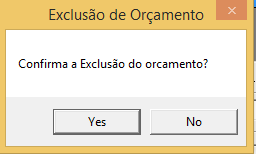 Exclusão de Orçamento
Confirma a Exclusão do orcamento?
Yes
No